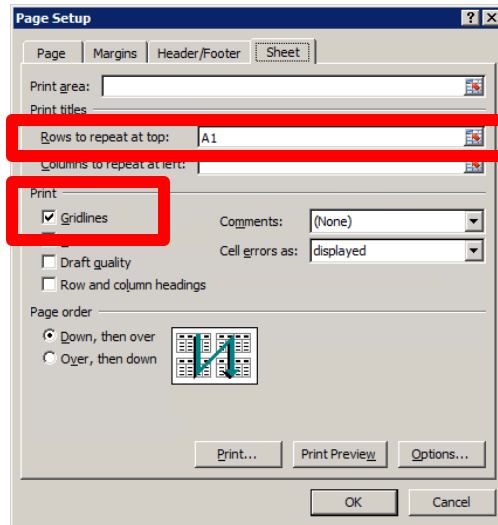 Page Setup
Page Margins Header/Footer Sheet
Print area:
Print titles
Rows to repeat at top: A1
Columns to repeat at left:
Print
Gridlines Comments: (None)
Cell errors as: displayed
Draft quality
Row and column headings
Page order
Down, then over
Over, then down
Print... Print Preview Options...
OK Cancel